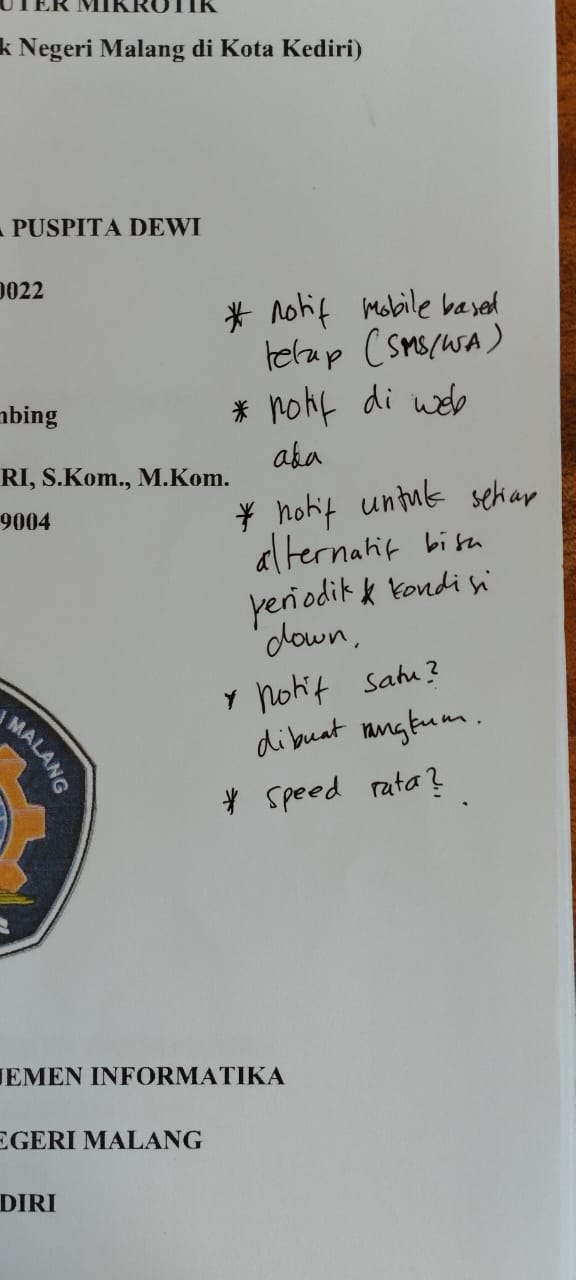 UTER MIKROTIK
k Negeri Malang di Kota Kediri)
A PUSPITA DEWI
0022
* notif mobile based
tetap (SMS/WA)
* notif di web
nbing
ada
RI, S.Kom., M.Kom.
* notif untuk setiap
9004
alternatif bisa
periodik & kondisi
down.
* notif satu?
dibuat rangkum.
I MALANG
* speed rata?.
JEMEN INFORMATIKA
EGERI MALANG
DIRI